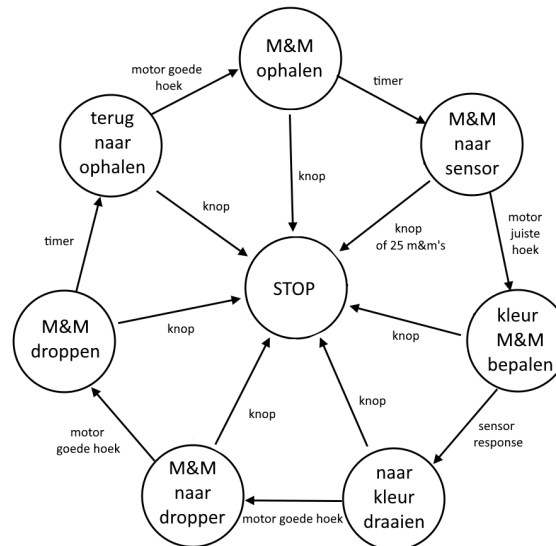 M&M
ophalen
motor goede
hoek
timer
terug
naar
ophalen
M&M
naar
sensor
knop
knop
knop
of 25 m&m's
motor
juiste
hoek
timer
STOP
M&M
droppen
knop
knop
kleur
M&M
bepalen
knop
knop
motor
goede hoek
sensor
response
M&M
naar
dropper
motor goede hoek
naar
kleur
draaien